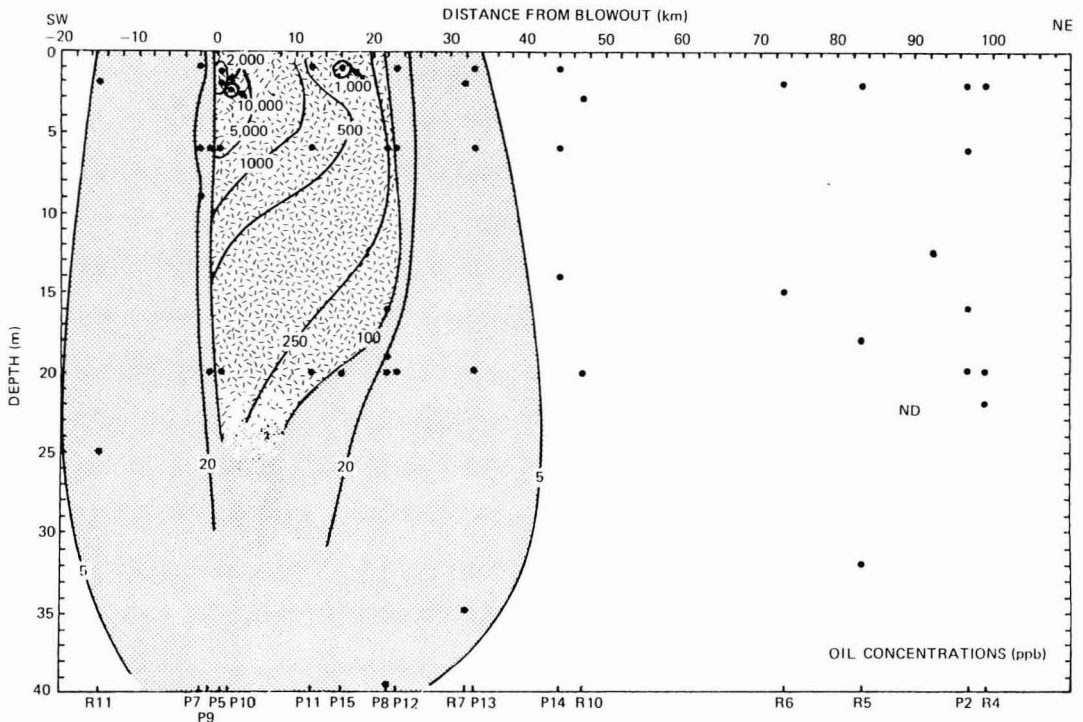 DISTANCE FROM BLOWOUT (km)
SW
NE
-20 -10 0 10 20 30 40 50 60 70 80 90 100
DEPTH (m)
0
5
10
15
20
25
30
35
40
2,000
10,000
5,000
1000
1,000
500
250
100
20
20
5
5
ND
OIL CONCENTRATIONS (ppb)
R11 P7 P5 P10 P11 P15 P8 P12 R7 P13 P14 R10 R6 R5 P2 R4
P9